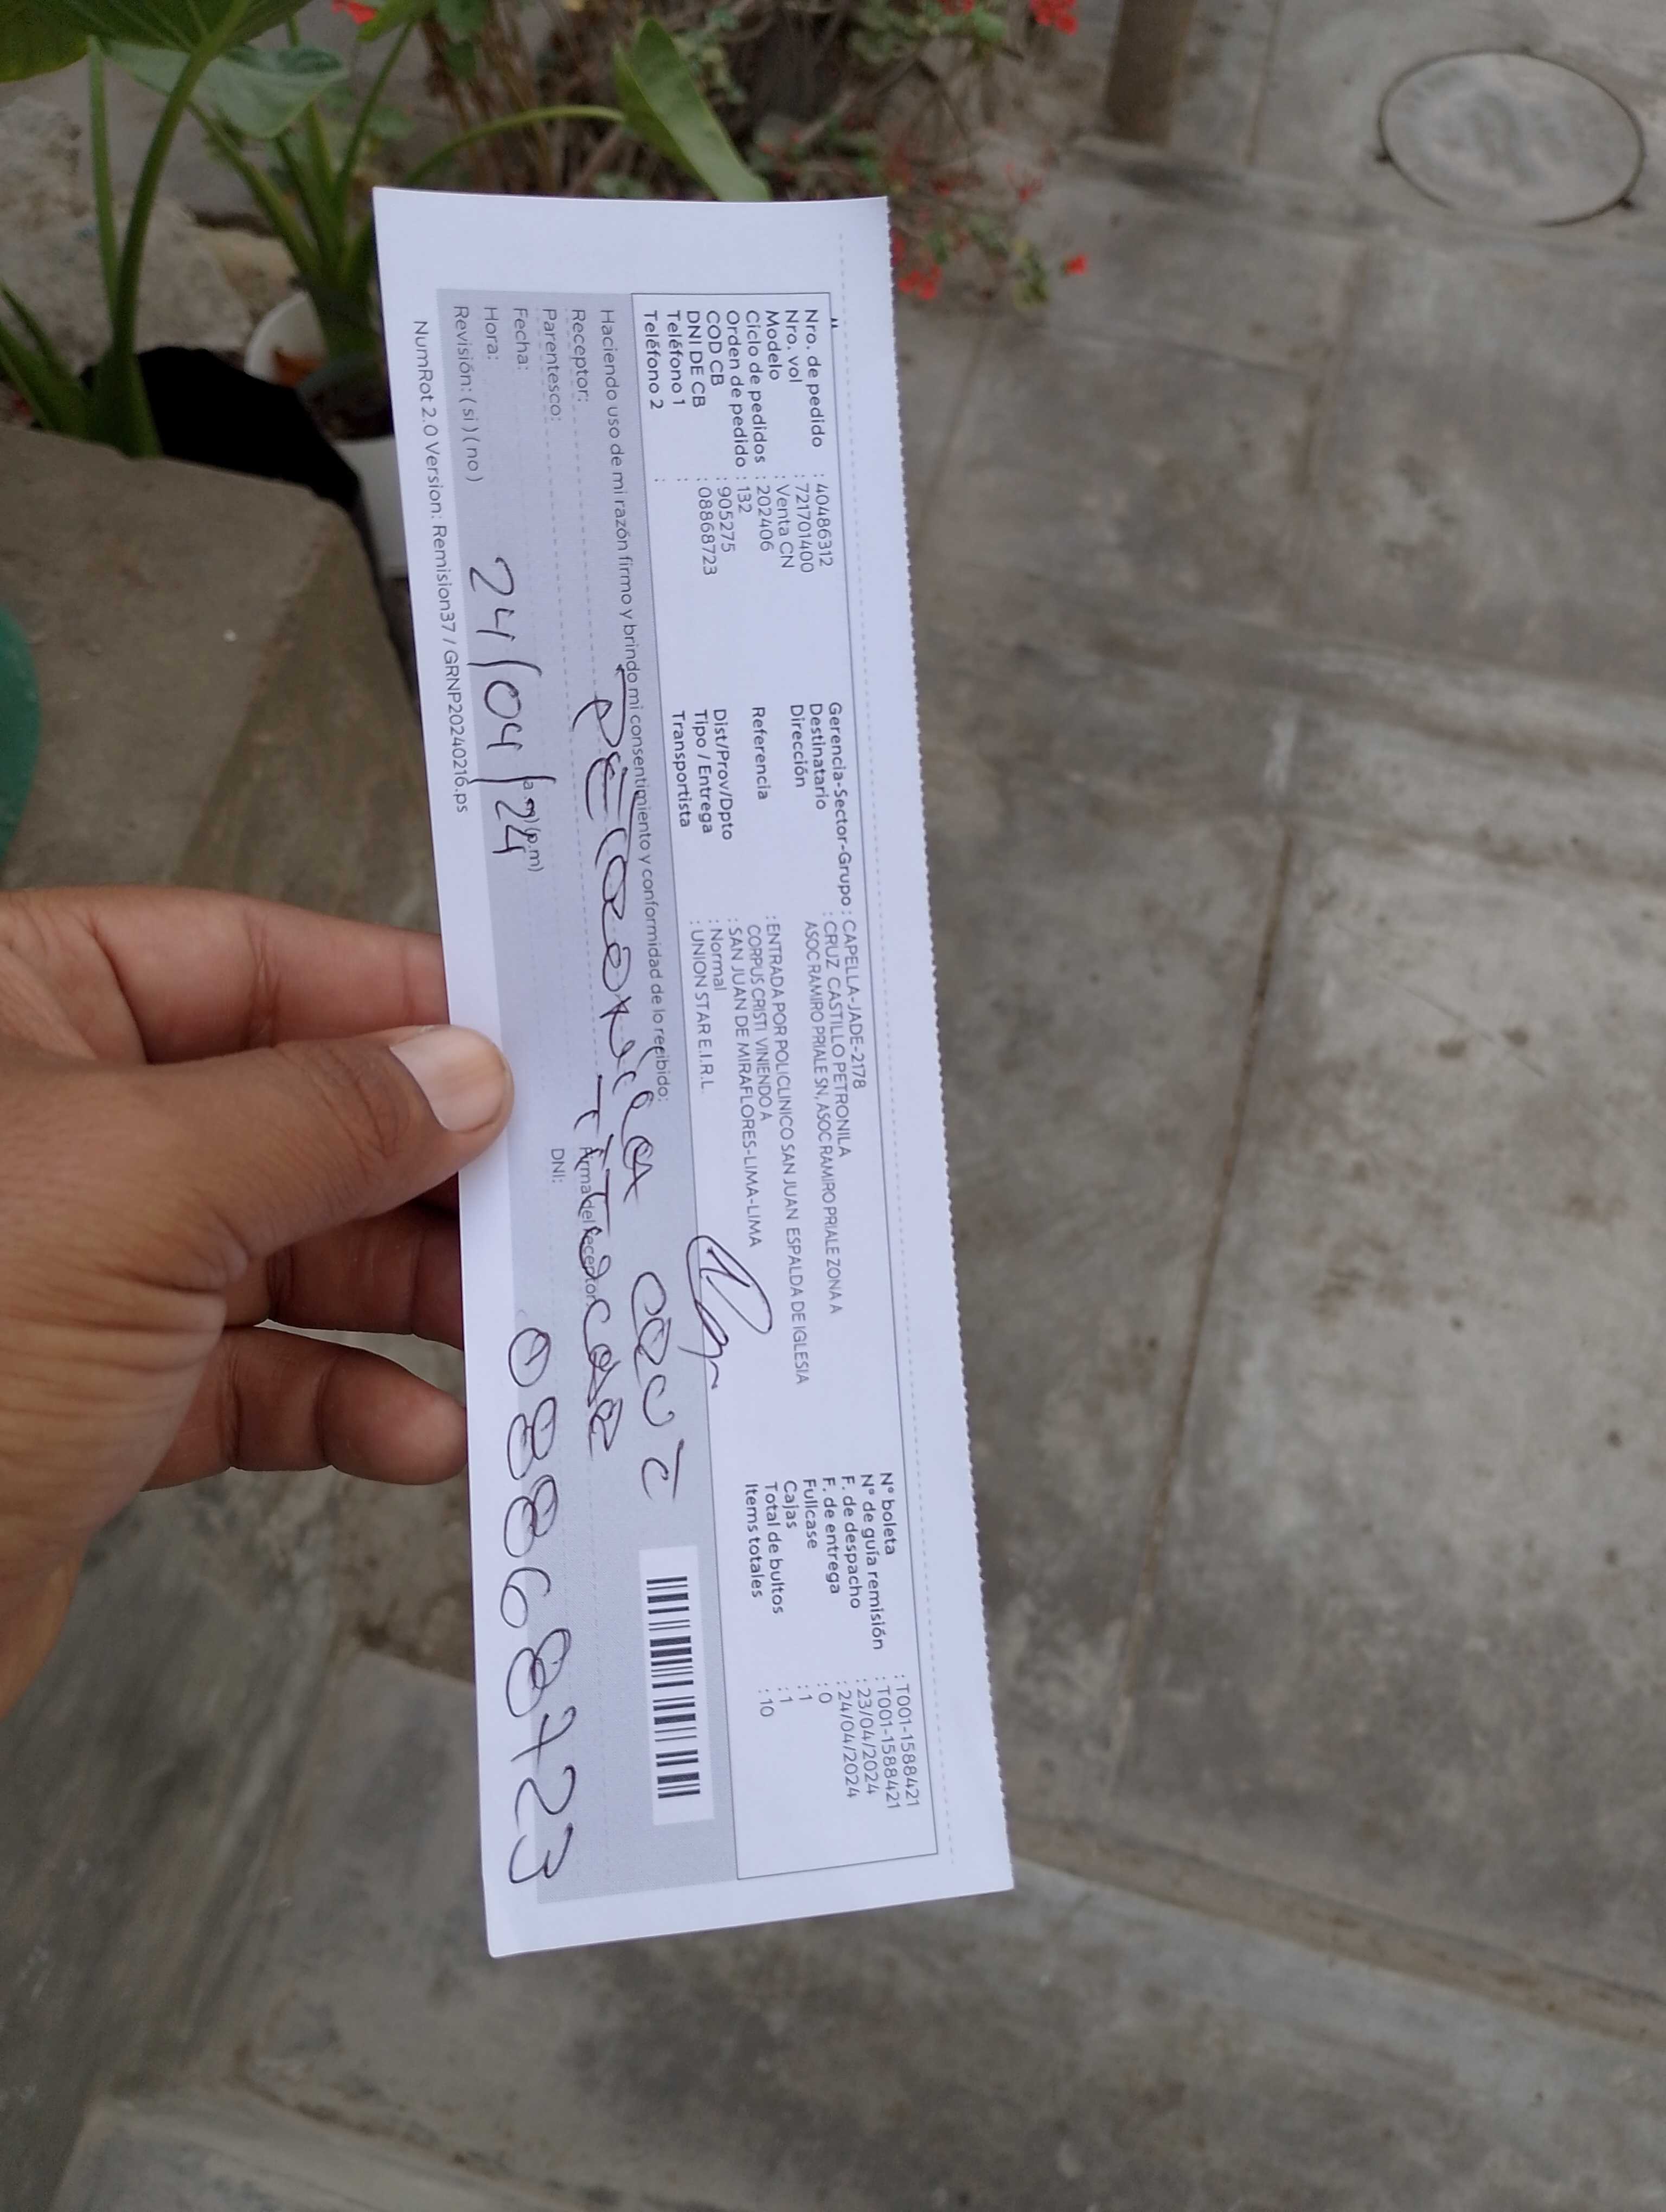 Nro. de pedido : 40486312
Nro. vol : 721701400
Modelo : Venta CN
Ciclo de pedidos : 202406
Orden de pedido : 132
COD CB : 905275
DNI DE CB : 08868723
Teléfono 1 :
Teléfono 2 :
Gerencia-Sector-Grupo : CAPELLA-JADE-2178
Destinatario : CRUZ CASTILLO PETRONILA
Dirección ASOC RAMIRO PRIALE SN, ASOC RAMIRO PRIALE ZONA A
Referencia : ENTRADA POR POLICLINICO SAN JUAN ESPALDA DE IGLESIA
CORPUS CRISTI VINIENDO A
Dist/Prov/Dpto : SAN JUAN DE MIRAFLORES-LIMA-LIMA
Tipo / Entrega : Normal
Transportista : UNION STAR E.I.R.L
N° boleta : T001-1588421
N° de guía remisión : T001-1588421
F. de despacho : 23/04/2024
F. de entrega : 24/04/2024
Fullcase : 0
Cajas : 1
Total de bultos : 1
Items totales : 10
Haciendo uso de mi razón firmo y brindo mi consentimiento y conformidad de lo recibido:
Receptor:
Parentesco: Firma del Receptor:
Fecha: DNI:
Hora: (p.m)
24/04/24 08868723
Revisión: ( si ) ( no )
NumRot 2.0 Version: Remision37 / GRNP20240216.ps